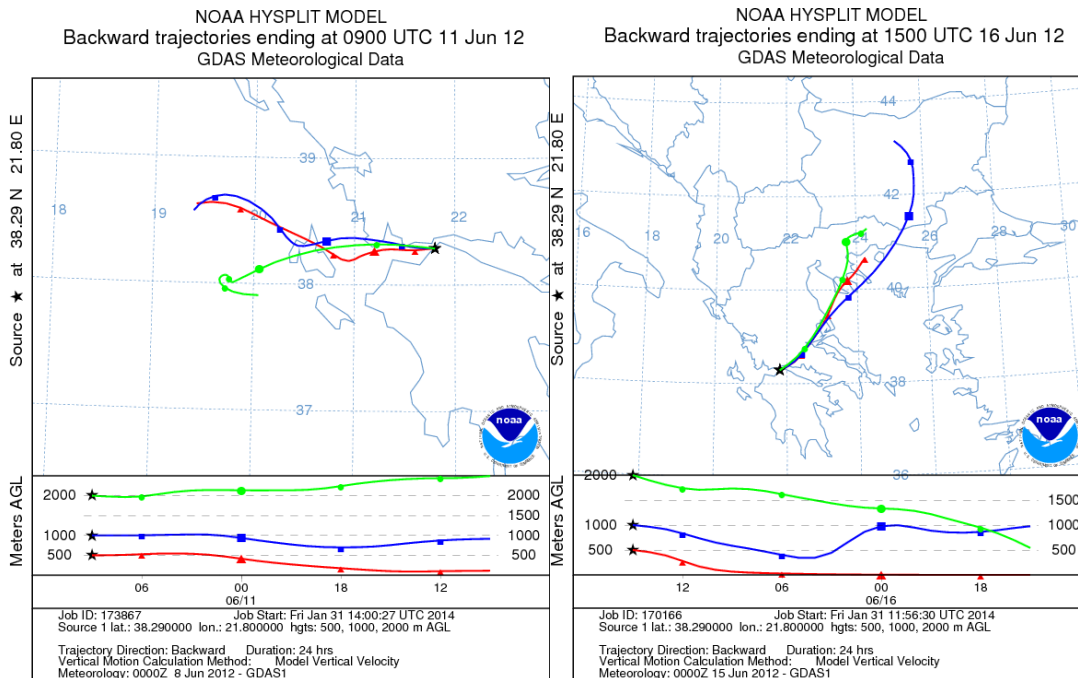 NOAA HYSPLIT MODEL
Backward trajectories ending at 0900 UTC 11 Jun 12
GDAS Meteorological Data
Source ★ at 38.29 N 21.80 E
39
18
19
20
21
22
38
37
noaa
Meters AGL
2000
1500
1000
500
2000
1000
500
06
00
18
12
06/11
Job ID: 173867 Job Start: Fri Jan 31 14:00:27 UTC 2014
Source 1 lat.: 38.290000 lon.: 21.800000 hgts: 500, 1000, 2000 m AGL
Trajectory Direction: Backward Duration: 24 hrs
Vertical Motion Calculation Method: Model Vertical Velocity
Meteorology: 0000Z 8 Jun 2012 - GDAS1
NOAA HYSPLIT MODEL
Backward trajectories ending at 1500 UTC 16 Jun 12
GDAS Meteorological Data
Source ★ at 38.29 N 21.80 E
44
42
16
18
20
22
24
26
28
30
40
38
36
noaa
Meters AGL
2000
1000
500
1500
1000
500
12
06
00
18
06/16
Job ID: 170166 Job Start: Fri Jan 31 11:56:30 UTC 2014
Source 1 lat.: 38.290000 lon.: 21.800000 hgts: 500, 1000, 2000 m AGL
Trajectory Direction: Backward Duration: 24 hrs
Vertical Motion Calculation Method: Model Vertical Velocity
Meteorology: 0000Z 15 Jun 2012 - GDAS1